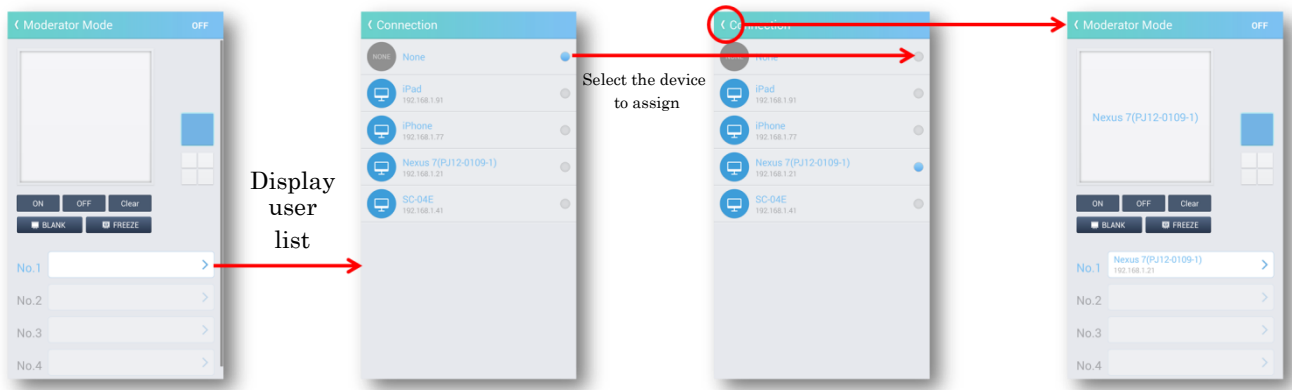 Moderator Mode
OFF
ON
OFF
Clear
BLANK
FREEZE
No.1
No.2
No.3
No.4
Display
user
list
Connection
NONE
None
iPad
192.168.1.91
iPhone
192.168.1.77
Nexus 7(PJ12-0109-1)
192.168.1.21
SC-04E
192.168.1.41
Select the device
to assign
Connection
NONE
None
iPad
192.168.1.91
iPhone
192.168.1.77
Nexus 7(PJ12-0109-1)
192.168.1.21
SC-04E
192.168.1.41
Moderator Mode
OFF
Nexus 7(PJ12-0109-1)
ON
OFF
Clear
BLANK
FREEZE
No.1
Nexus 7(PJ12-0109-1)
192.168.1.21
No.2
No.3
No.4